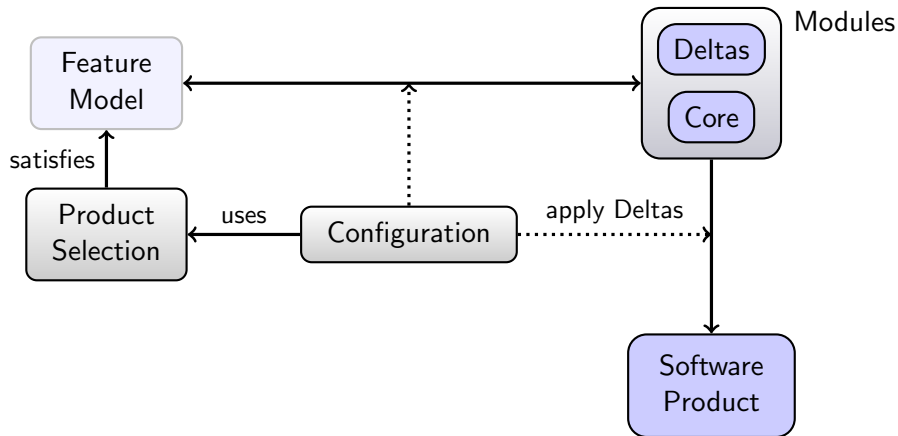 Modules
Deltas
Core
Feature
Model
satisfies
Product
Selection
uses
Configuration
apply Deltas
Software
Product